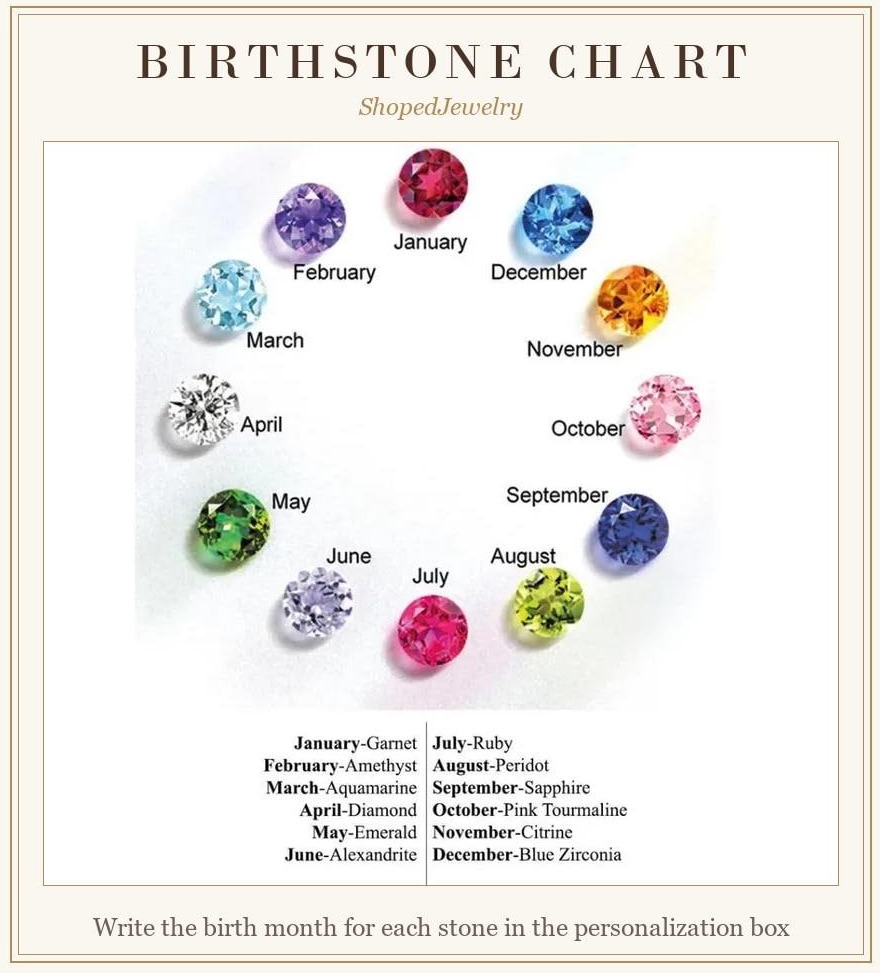 BIRTHSTONE CHART
ShopedJewelry
January
February
December
March
November
April
October
May
September
June
August
July
January-Garnet
February-Amethyst
March-Aquamarine
April-Diamond
May-Emerald
June-Alexandrite
July-Ruby
August-Peridot
September-Sapphire
October-Pink Tourmaline
November-Citrine
December-Blue Zirconia
Write the birth month for each stone in the personalization box